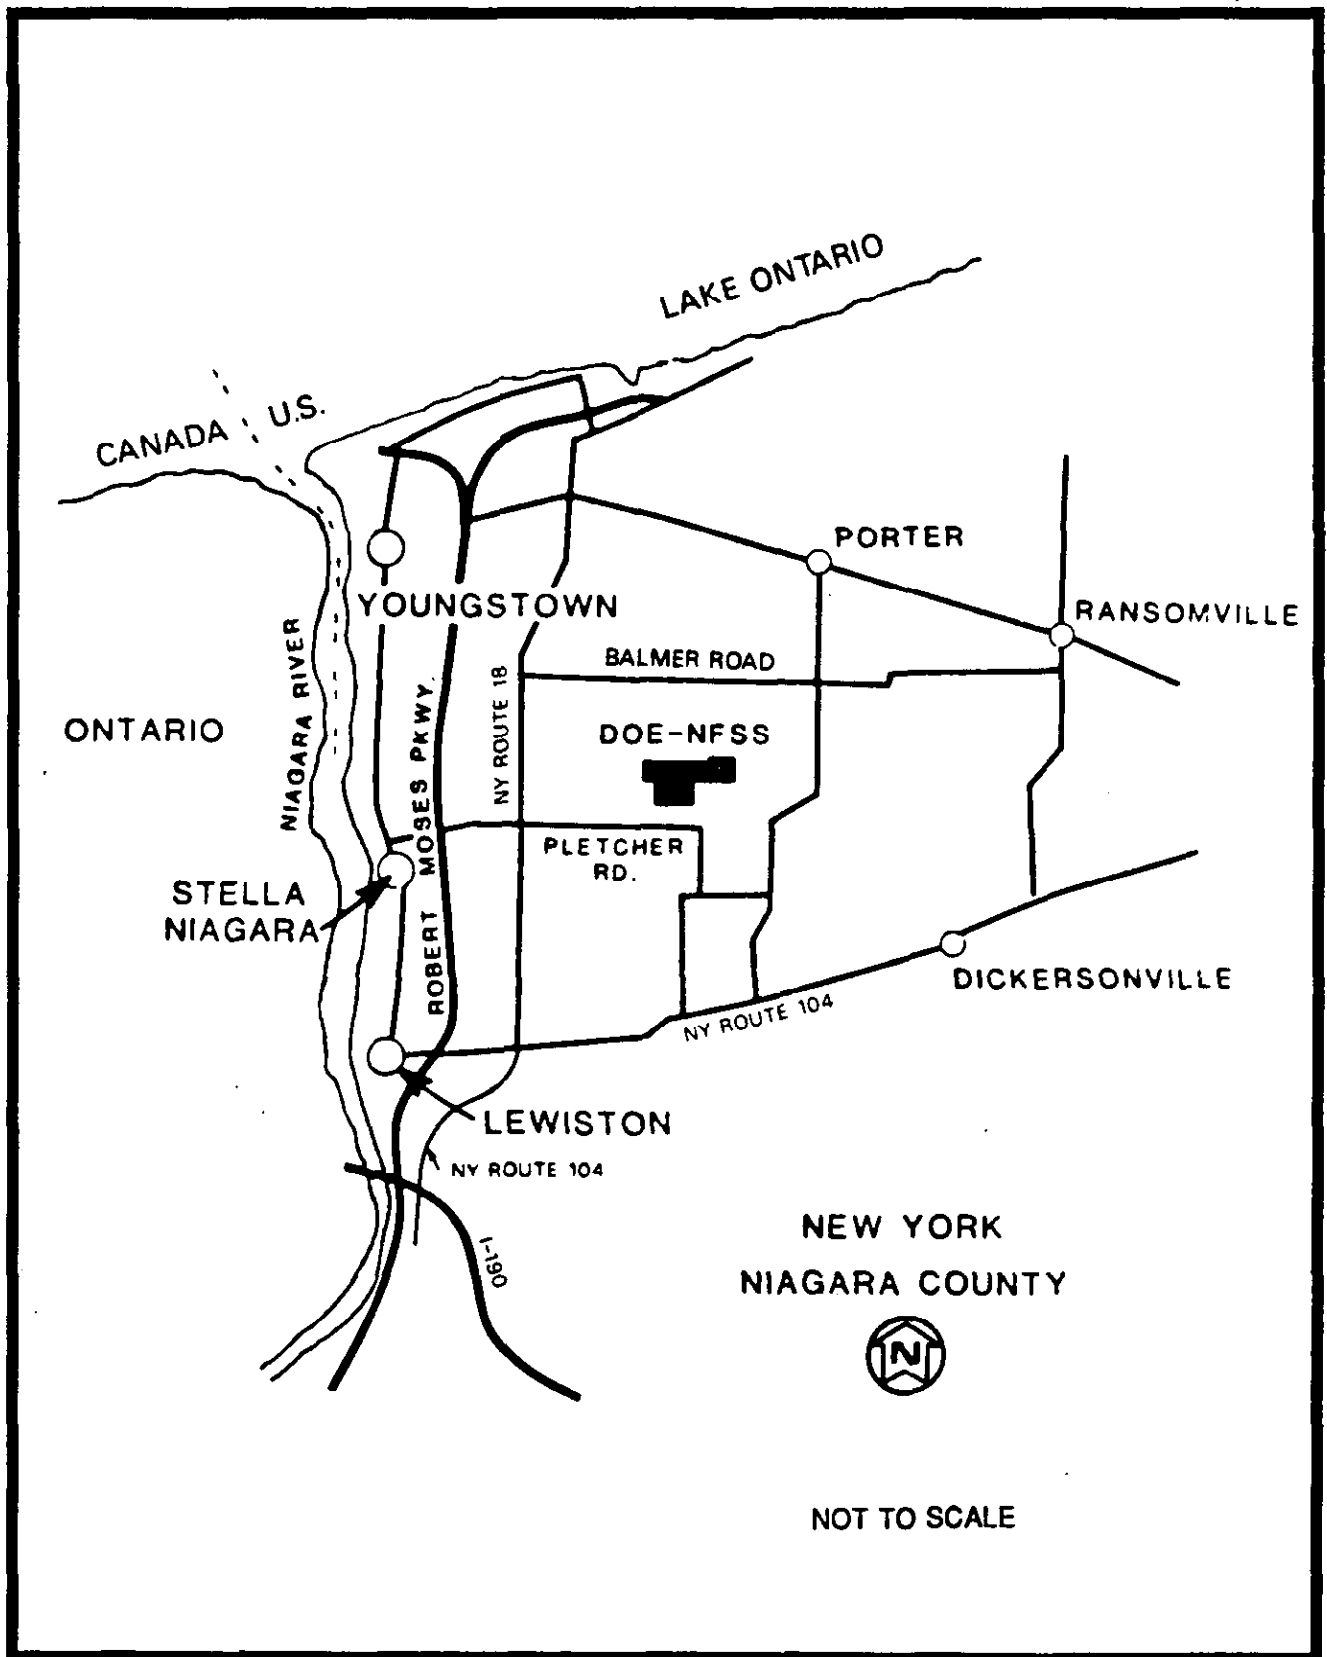 LAKE ONTARIO
CANADA
U.S.
PORTER
YOUNGSTOWN
RANSOMVILLE
NIAGARA RIVER
BALMER ROAD
ONTARIO
ROBERT MOSES PKWY.
NY ROUTE 18
DOE-NFSS
PLETCHER
RD.
STELLA
NIAGARA
DICKERSONVILLE
NY ROUTE 104
LEWISTON
NY ROUTE 104
I-190
NEW YORK
NIAGARA COUNTY
N
NOT TO SCALE